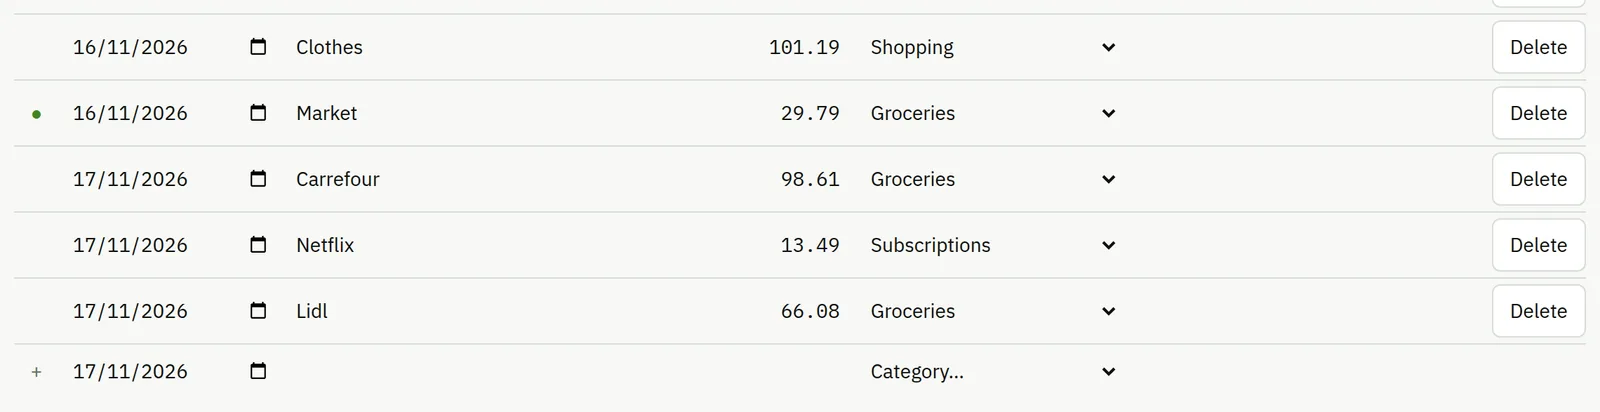 16/11/2026 Clothes 101.19 Shopping Delete
16/11/2026 Market 29.79 Groceries Delete
17/11/2026 Carrefour 98.61 Groceries Delete
17/11/2026 Netflix 13.49 Subscriptions Delete
17/11/2026 Lidl 66.08 Groceries Delete
+ 17/11/2026 Category...